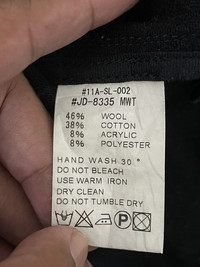 #11A-SL-002
#JD-8335 MWT
46% WOOL
38% COTTON
8% ACRYLIC
8% POLYESTER
HAND WASH 30°
DO NOT BLEACH
USE WARM IRON
DRY CLEAN
DO NOT TUMBLE DRY
P